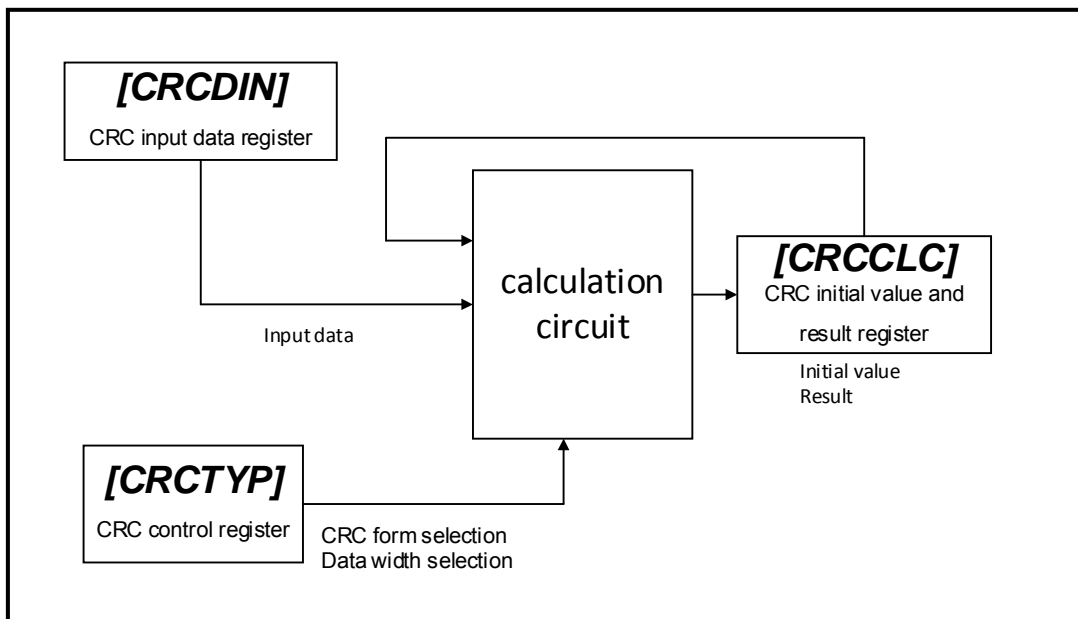 [CRCDIN]
CRC input data register
calculation
circuit
[CRCCLC]
CRC initial value and
result register
Input data
Initial value
Result
[CRCTYP]
CRC control register
CRC form selection
Data width selection